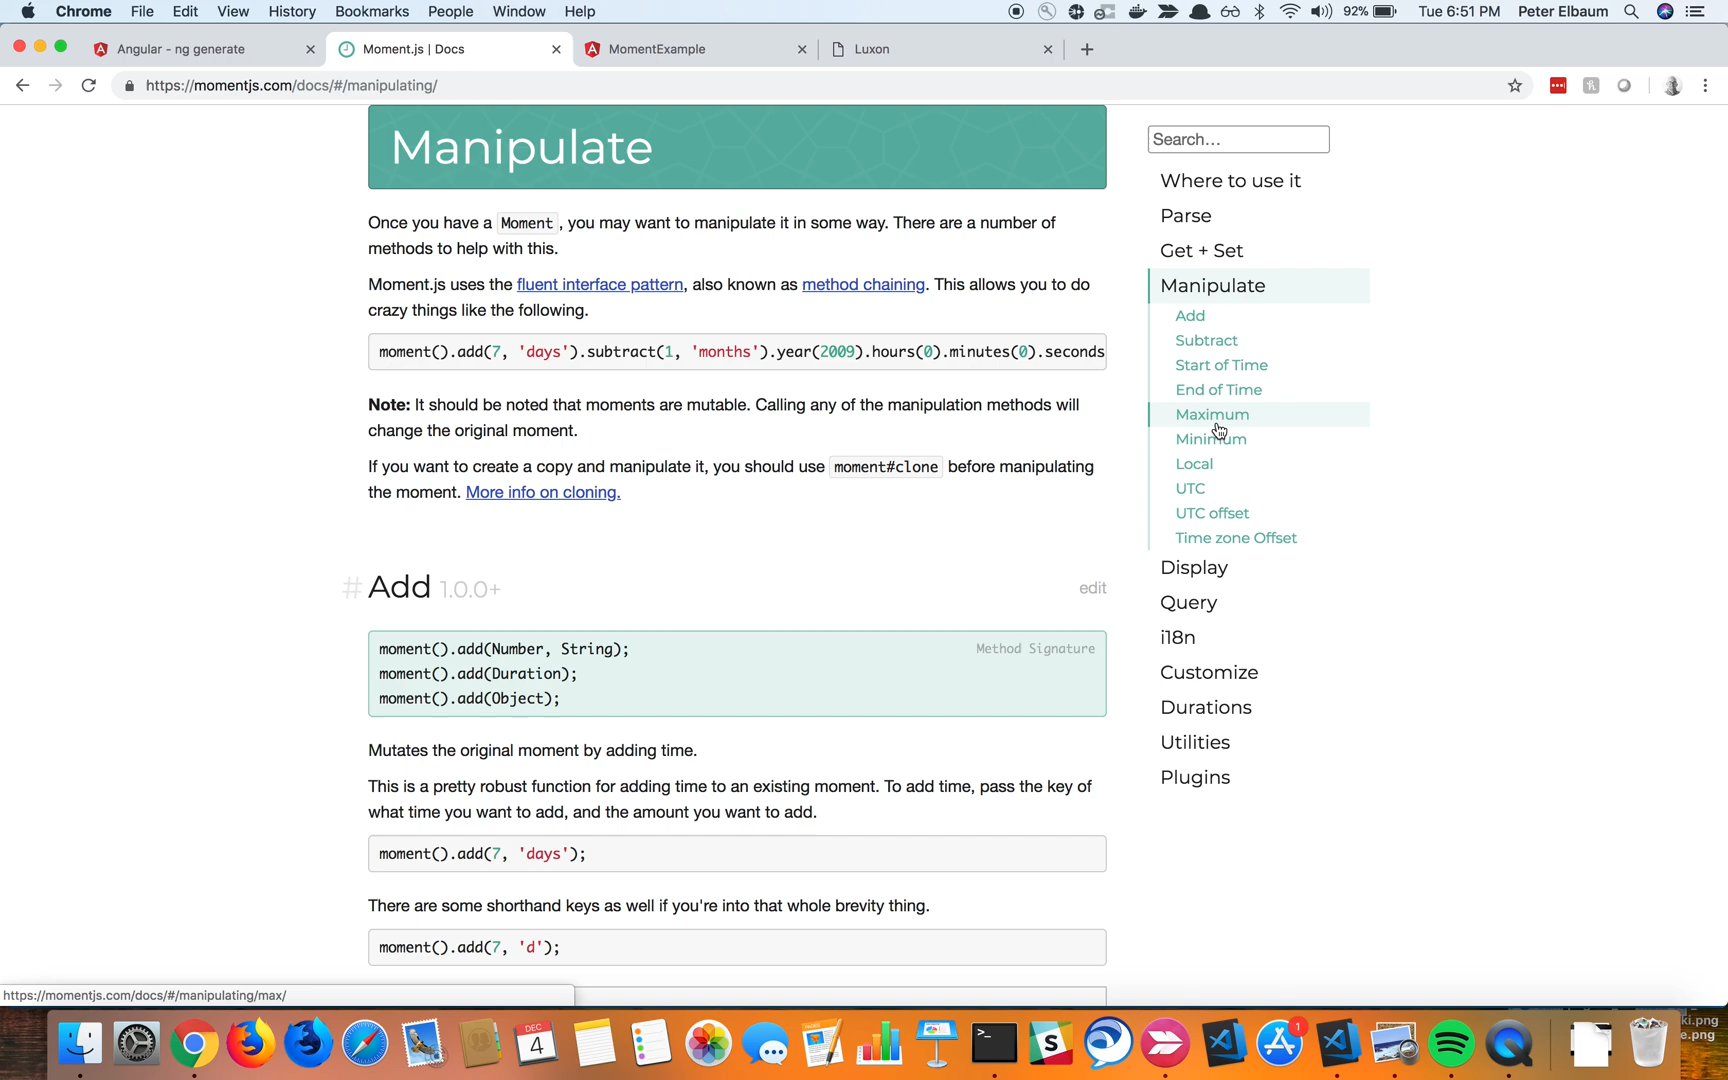 Chrome File Edit View History Bookmarks People Window Help 92% Tue 6:51 PM Peter Elbaum
Angular - ng generate Moment.js | Docs MomentExample Luxon
https://momentjs.com/docs/#/manipulating/
Manipulate
Once you have a Moment , you may want to manipulate it in some way. There are a number of
methods to help with this.
Moment.js uses the fluent interface pattern, also known as method chaining. This allows you to do
crazy things like the following.
moment().add(7, 'days').subtract(1, 'months').year(2009).hours(0).minutes(0).seconds
Note: It should be noted that moments are mutable. Calling any of the manipulation methods will
change the original moment.
If you want to create a copy and manipulate it, you should use moment#clone before manipulating
the moment. More info on cloning.
# Add 1.0.0+ edit
moment().add(Number, String); Method Signature
moment().add(Duration);
moment().add(Object);
Mutates the original moment by adding time.
This is a pretty robust function for adding time to an existing moment. To add time, pass the key of
what time you want to add, and the amount you want to add.
moment().add(7, 'days');
There are some shorthand keys as well if you're into that whole brevity thing.
moment().add(7, 'd');
Search...
Where to use it
Parse
Get + Set
Manipulate
Add
Subtract
Start of Time
End of Time
Maximum
Minimum
Local
UTC
UTC offset
Time zone Offset
Display
Query
i18n
Customize
Durations
Utilities
Plugins
https://momentjs.com/docs/#/manipulating/max/
DEC
4
PAGES
S
1
ki.png
e.png